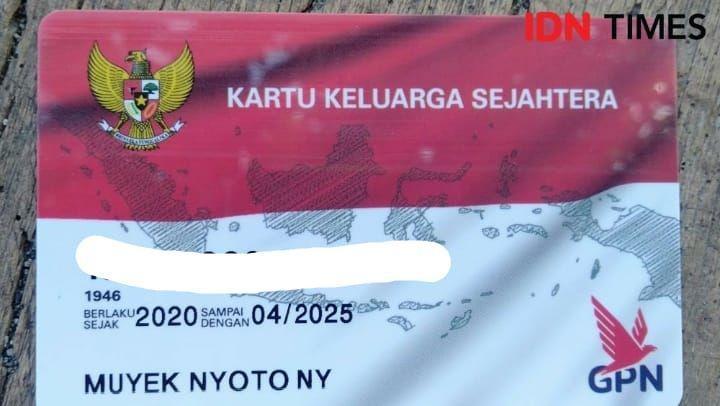 IDN TIMES
KARTU KELUARGA SEJAHTERA
1946
BERLAKU SEJAK 2020 SAMPAI DENGAN 04/2025
MUYEK NYOTO NY
GPN